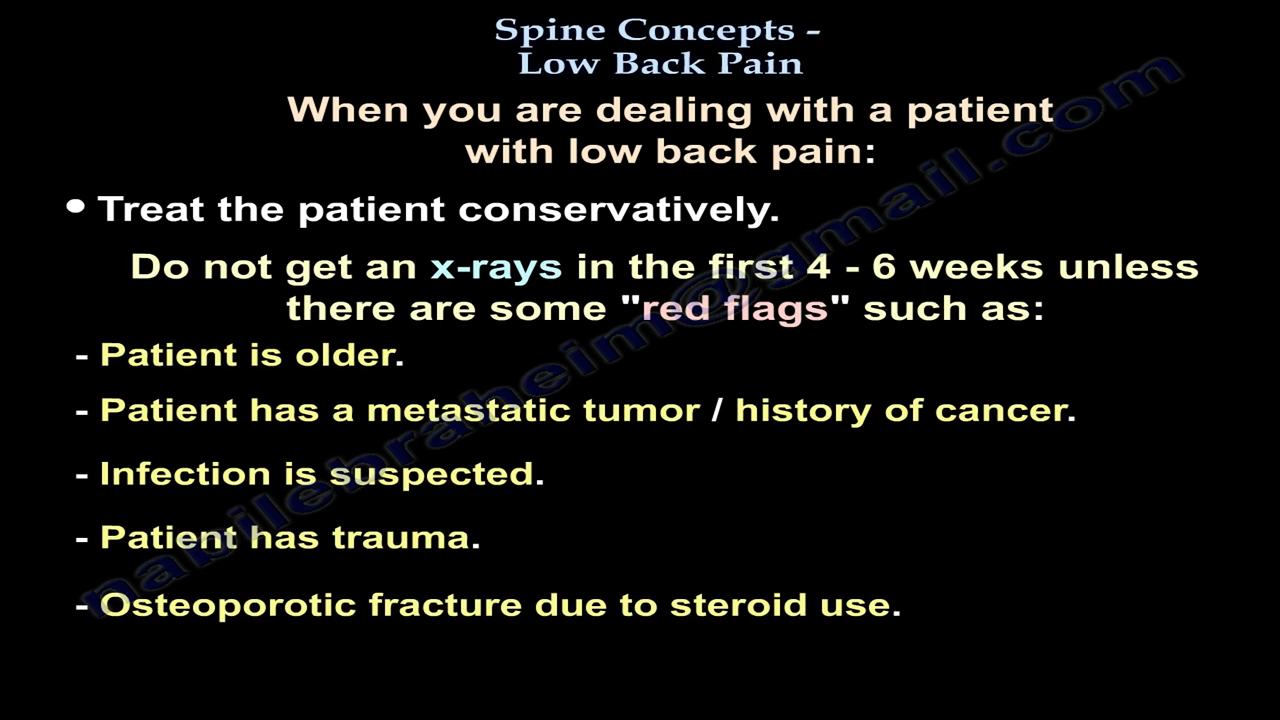 Spine Concepts -
Low Back Pain
When you are dealing with a patient
with low back pain:
• Treat the patient conservatively.
Do not get an x-rays in the first 4 - 6 weeks unless
there are some "red flags" such as:
- Patient is older.
- Patient has a metastatic tumor / history of cancer.
- Infection is suspected.
- Patient has trauma.
- Osteoporotic fracture due to steroid use.
nabilebraheim@gmail.com